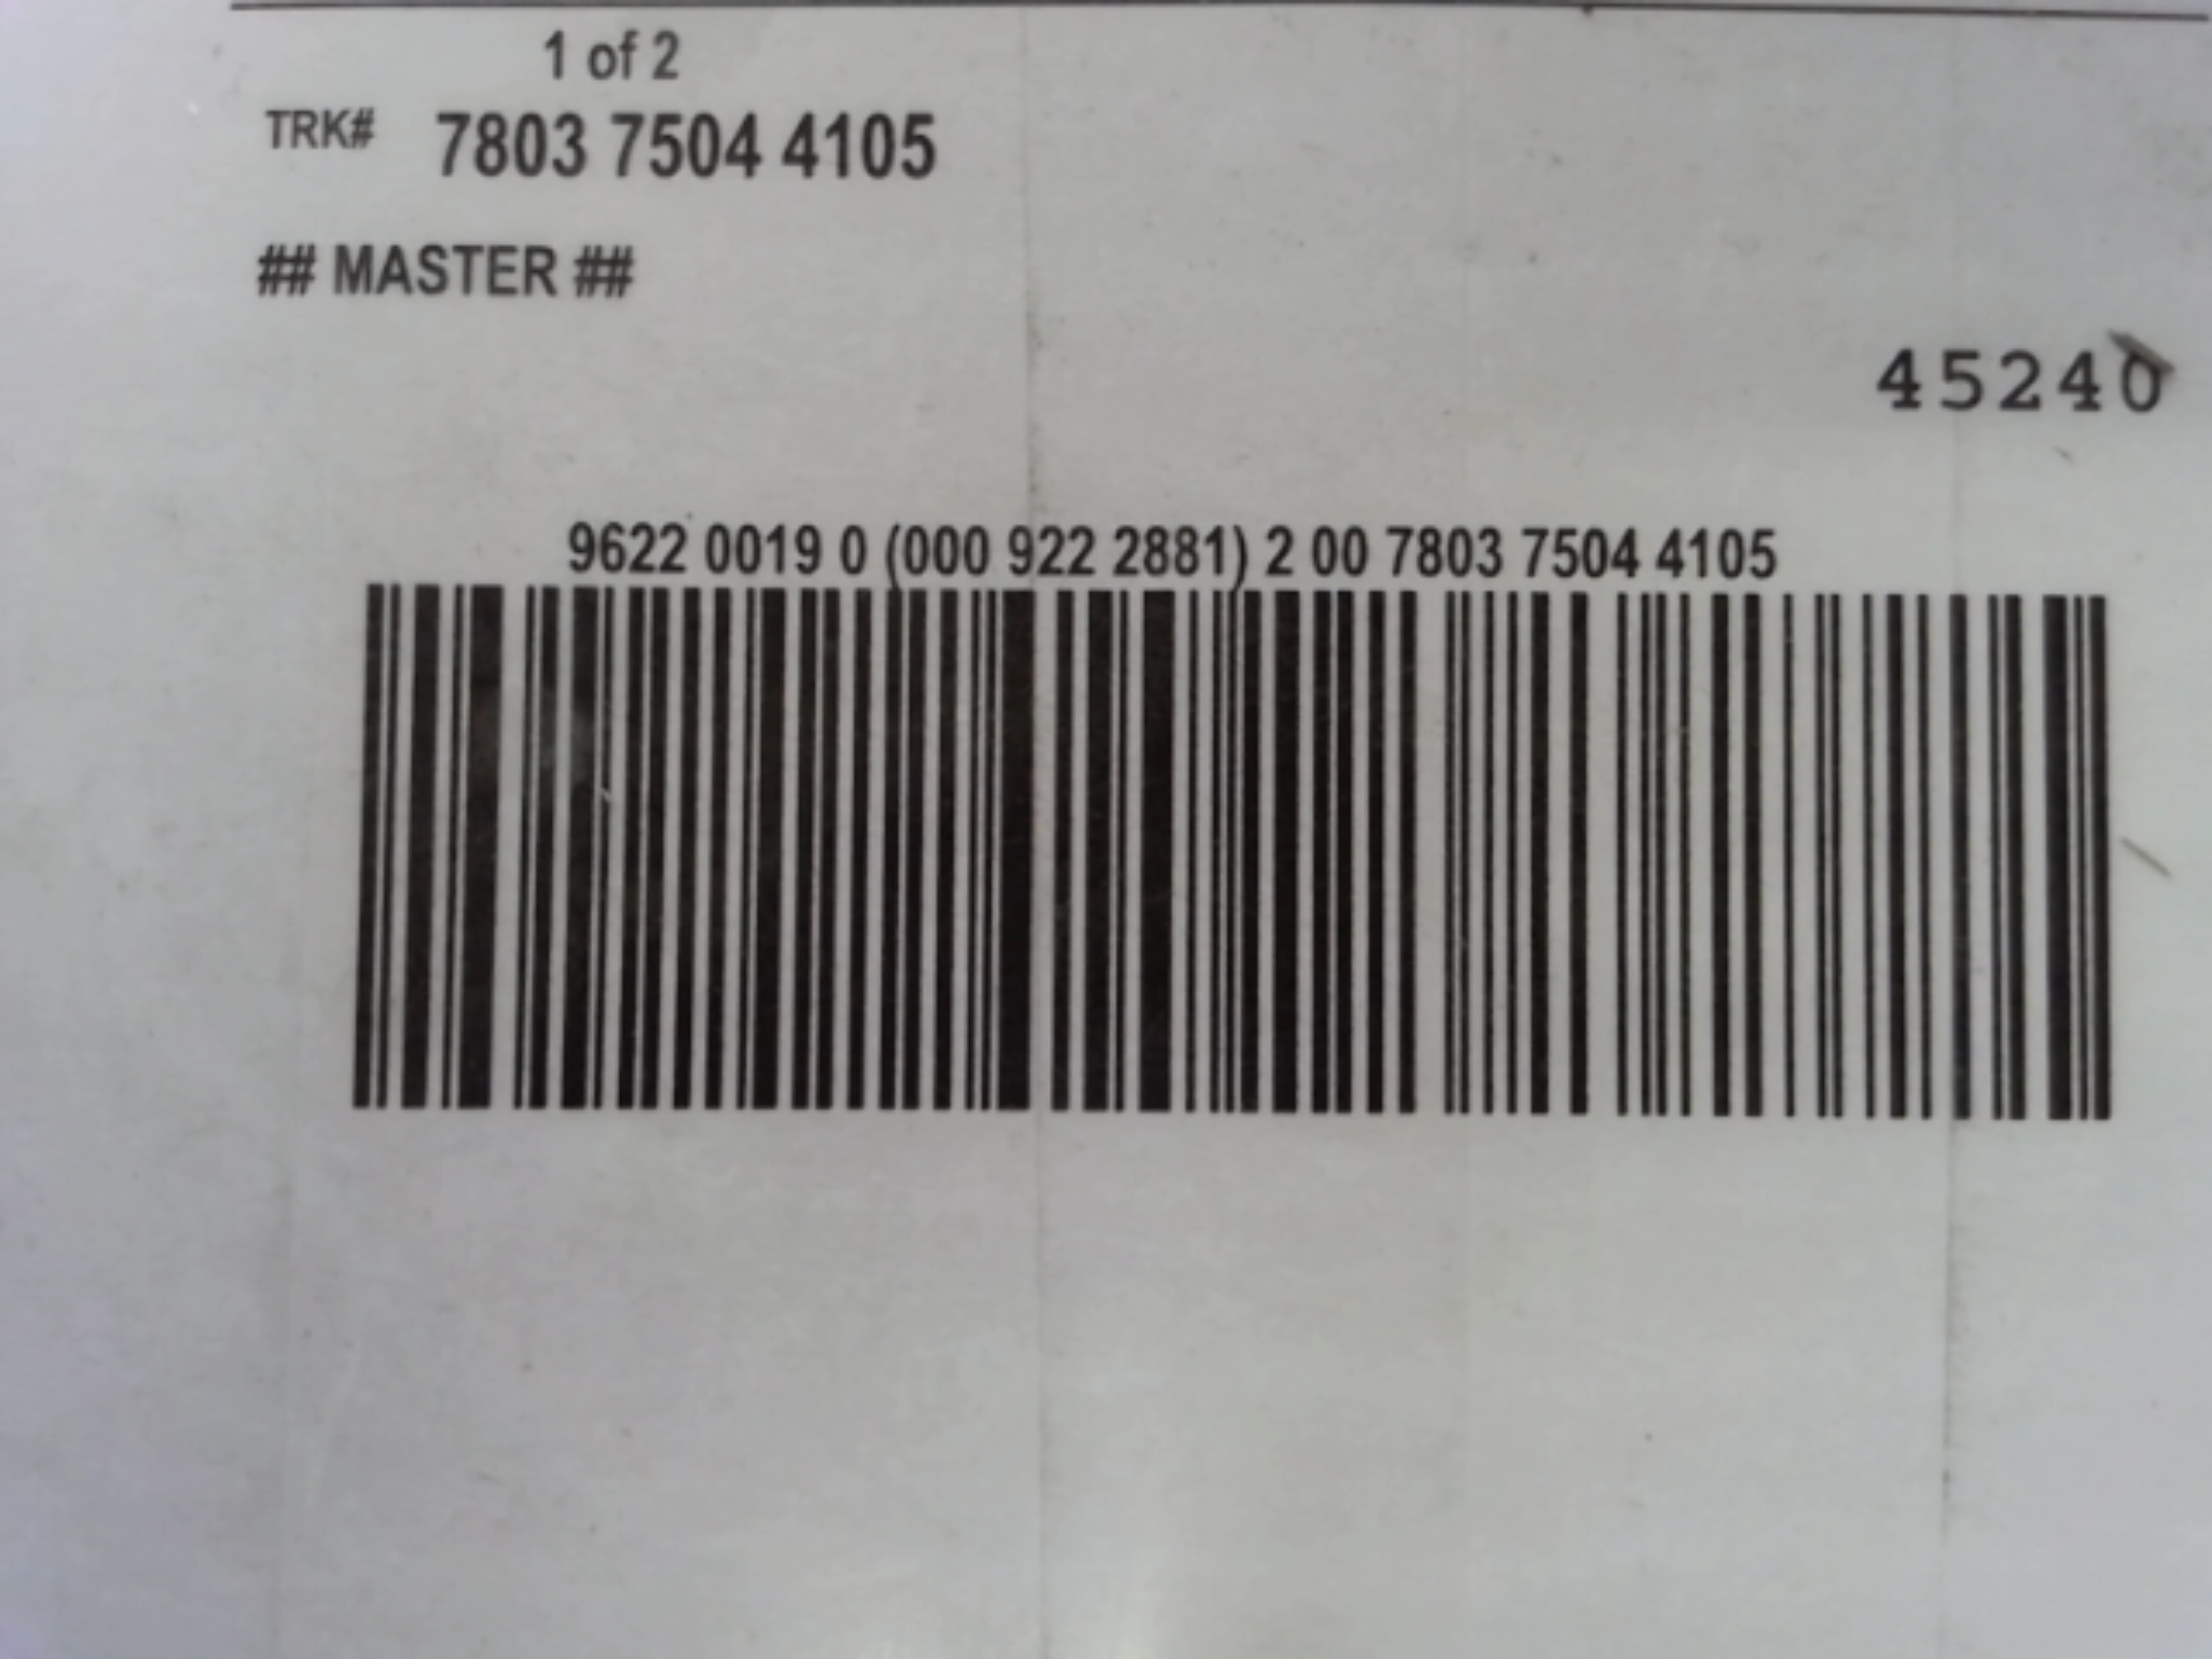 1 of 2
TRK# 7803 7504 4105
## MASTER ##
45240
9622 0019 0 (000 922 2881) 2 00 7803 7504 4105